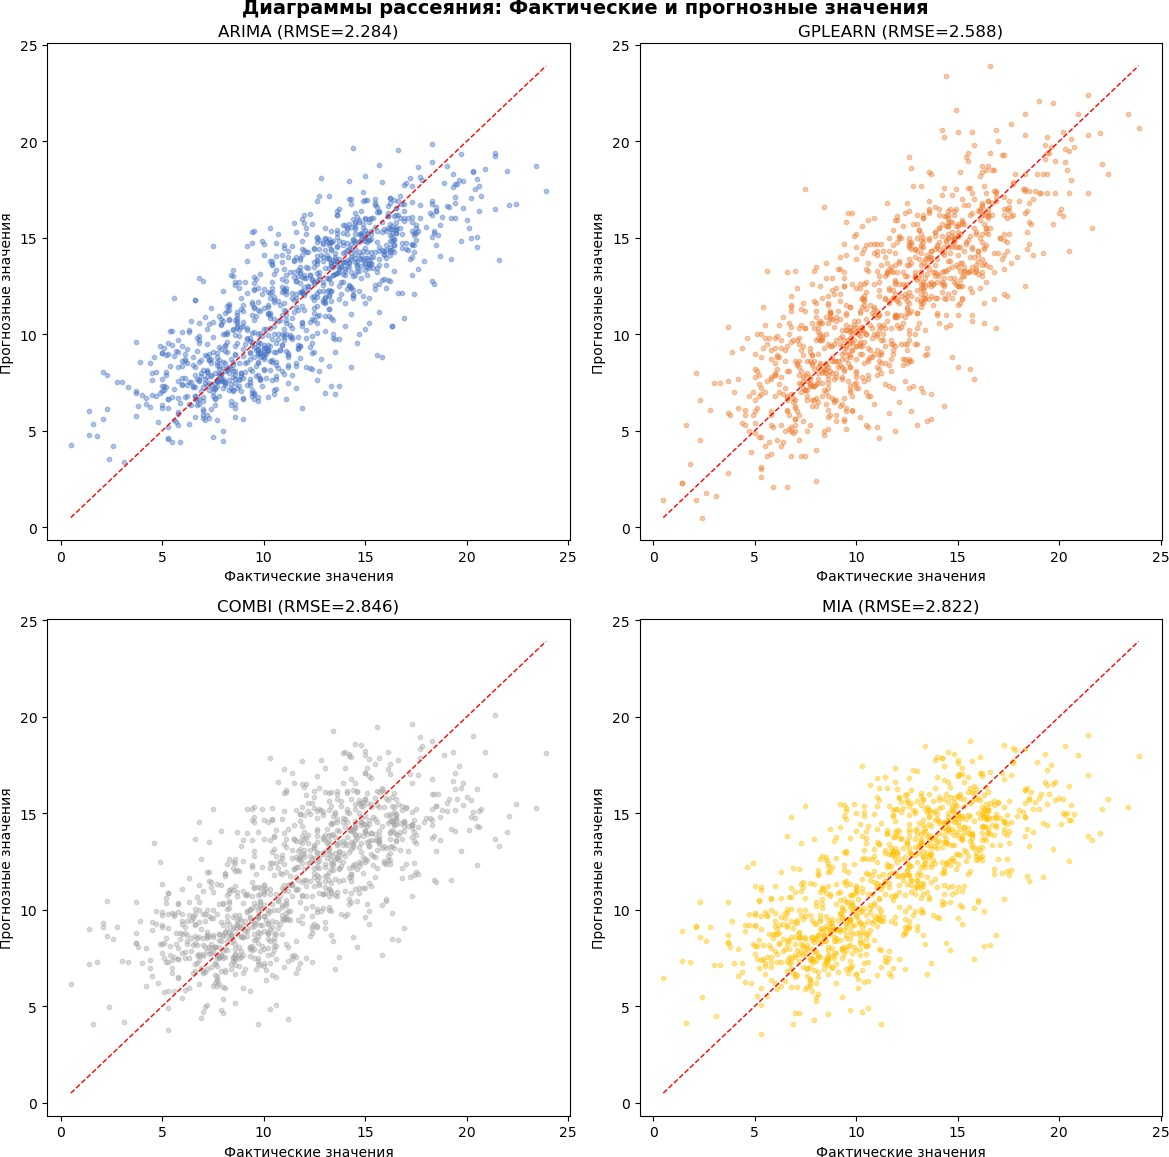 Диаграммы рассеяния: Фактические и прогнозные значения
ARIMA (RMSE=2.284)
25
20
15
10
5
0
Прогнозные значения
0 5 10 15 20 25
Фактические значения
GPLEARN (RMSE=2.588)
25
20
15
10
5
0
Прогнозные значения
0 5 10 15 20 25
Фактические значения
COMBI (RMSE=2.846)
25
20
15
10
5
0
Прогнозные значения
0 5 10 15 20 25
Фактические значения
MIA (RMSE=2.822)
25
20
15
10
5
0
Прогнозные значения
0 5 10 15 20 25
Фактические значения